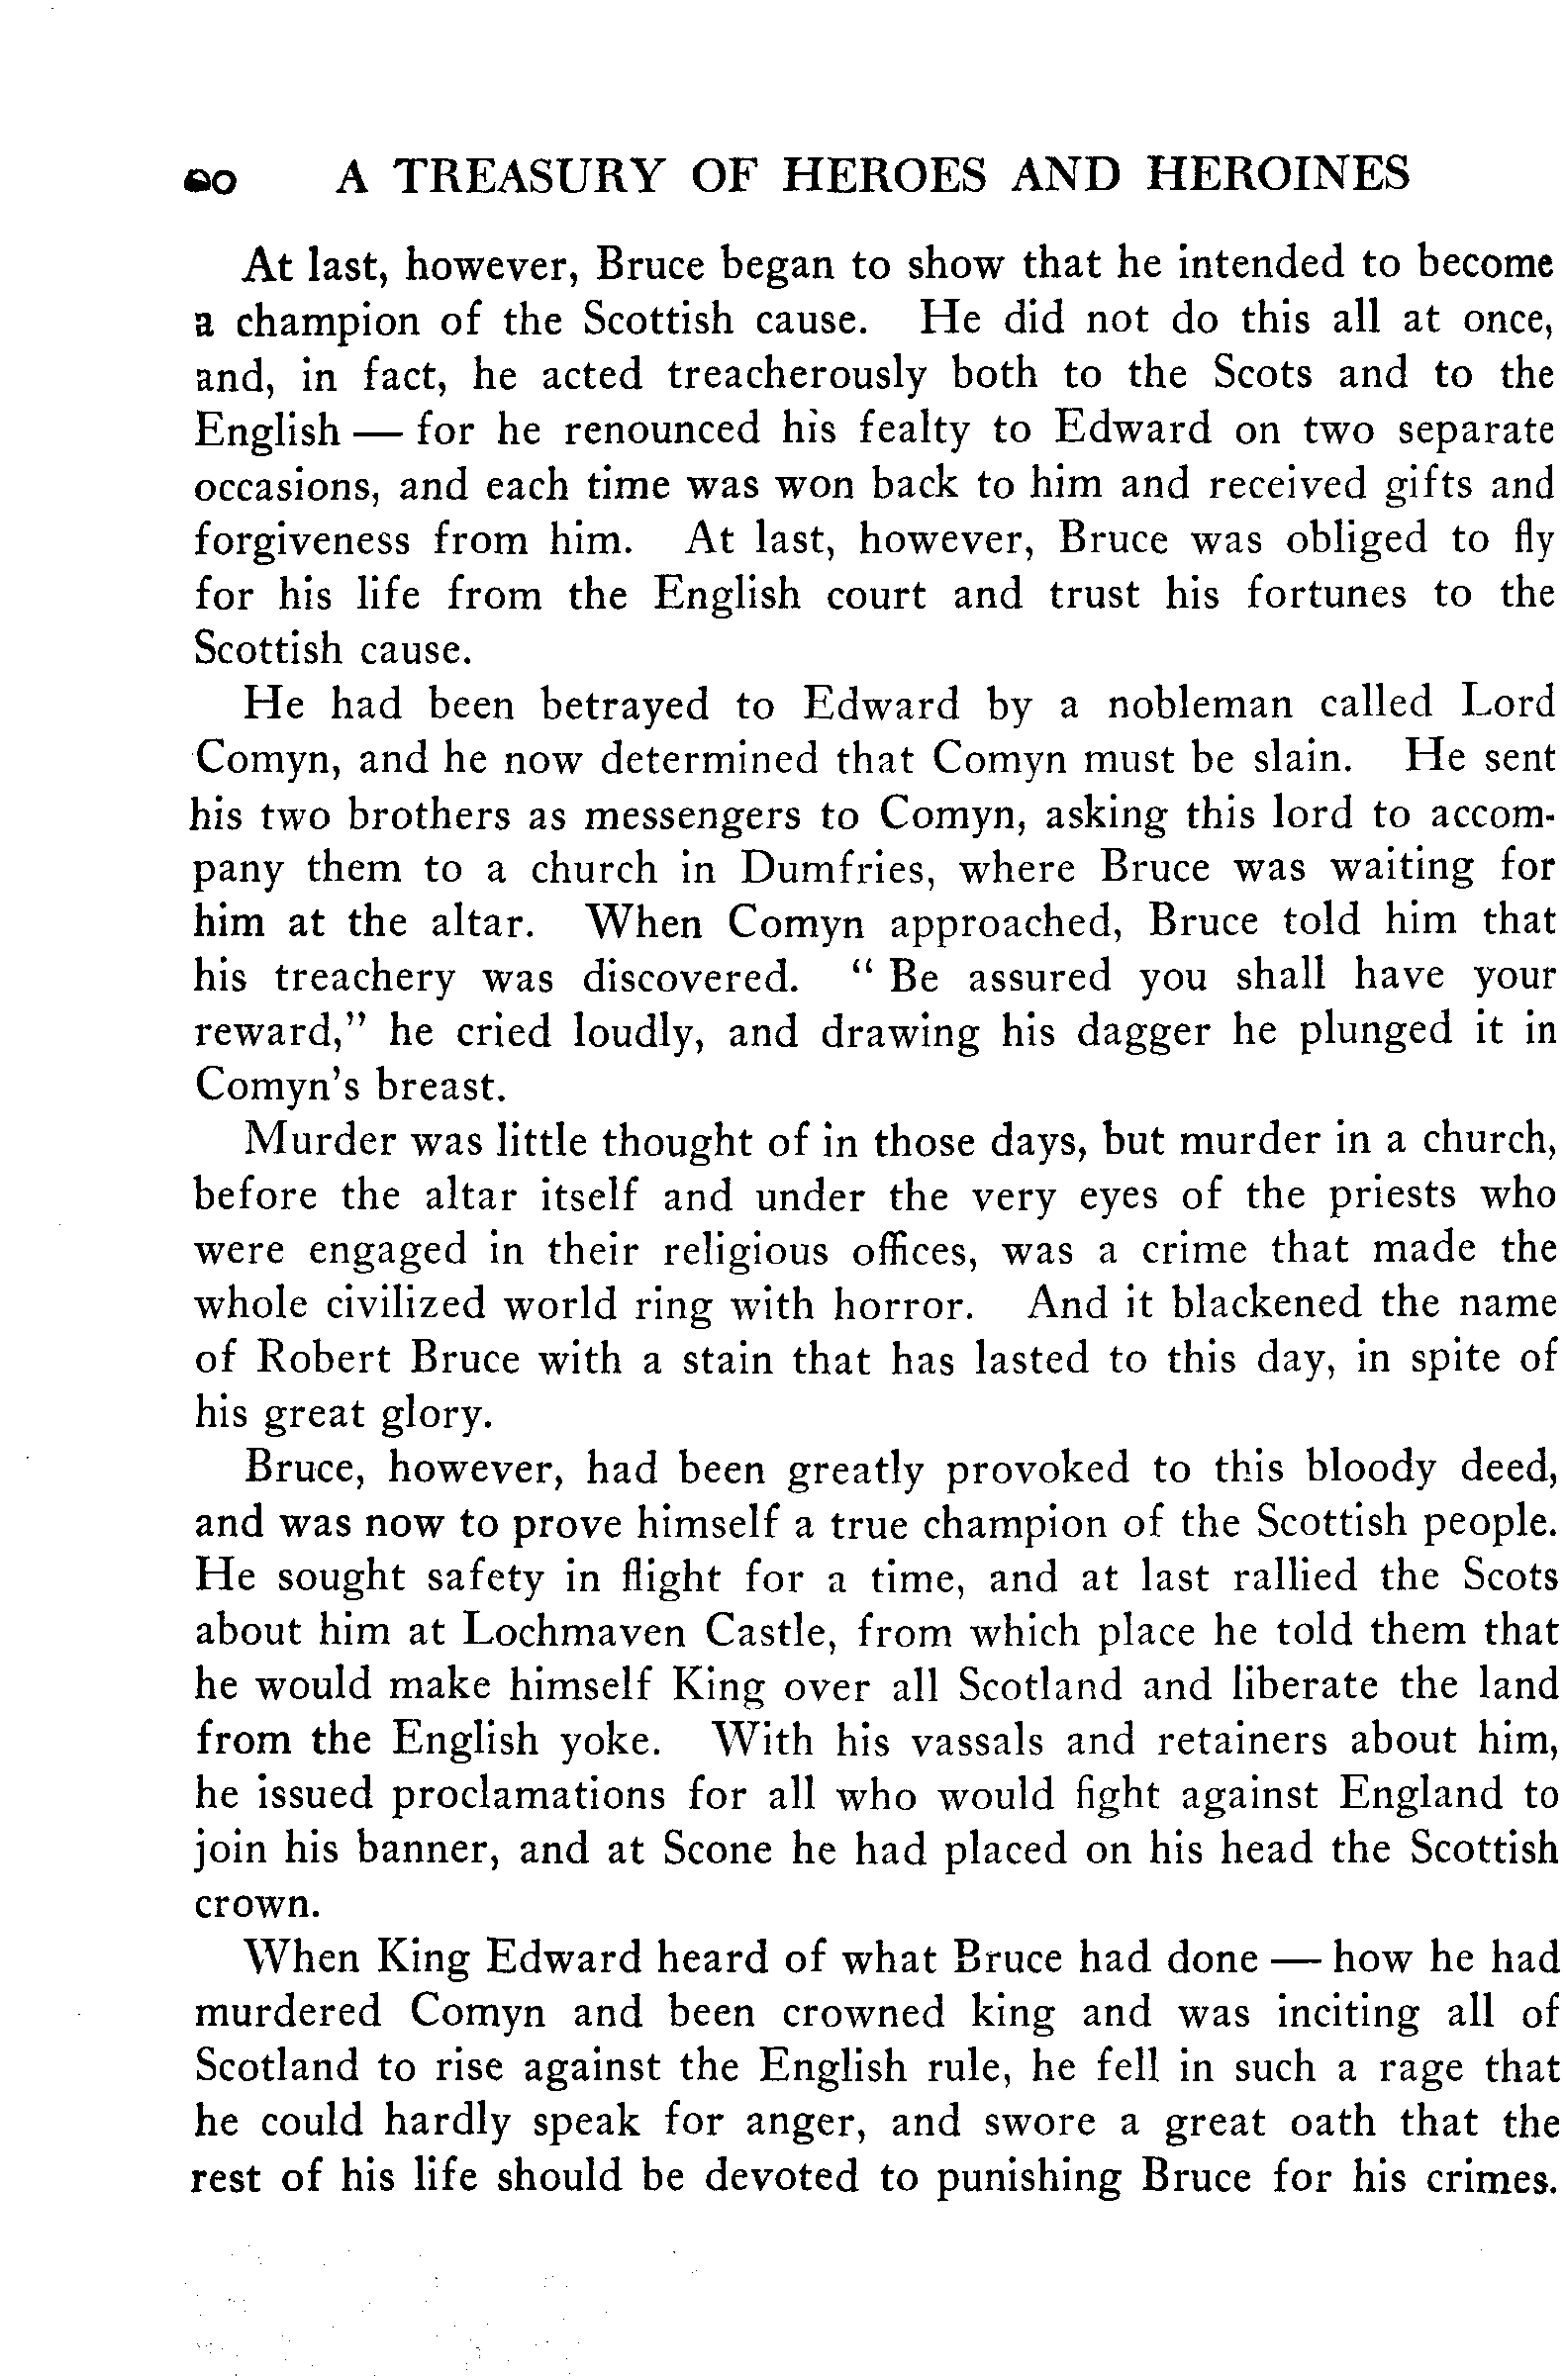 A TREASURY OF HEROES AND HEROINES
At last, however, Bruce began to show that he intended to become
a champion of the Scottish cause. He did not do this all at once,
and, in fact, he acted treacherously both to the Scots and to the
English — for he renounced his fealty to Edward on two separate
occasions, and each time was won back to him and received gifts and
forgiveness from him. At last, however, Bruce was obliged to fly
for his life from the English court and trust his fortunes to the
Scottish cause.
He had been betrayed to Edward by a nobleman called Lord
Comyn, and he now determined that Comyn must be slain. He sent
his two brothers as messengers to Comyn, asking this lord to accom-
pany them to a church in Dumfries, where Bruce was waiting for
him at the altar. When Comyn approached, Bruce told him that
his treachery was discovered. " Be assured you shall have your
reward," he cried loudly, and drawing his dagger he plunged it in
Comyn's breast.
Murder was little thought of in those days, but murder in a church,
before the altar itself and under the very eyes of the priests who
were engaged in their religious offices, was a crime that made the
whole civilized world ring with horror. And it blackened the name
of Robert Bruce with a stain that has lasted to this day, in spite of
his great glory.
Bruce, however, had been greatly provoked to this bloody deed,
and was now to prove himself a true champion of the Scottish people.
He sought safety in flight for a time, and at last rallied the Scots
about him at Lochmaven Castle, from which place he told them that
he would make himself King over all Scotland and liberate the land
from the English yoke. With his vassals and retainers about him,
he issued proclamations for all who would fight against England to
join his banner, and at Scone he had placed on his head the Scottish
crown.
When King Edward heard of what Bruce had done — how he had
murdered Comyn and been crowned king and was inciting all of
Scotland to rise against the English rule, he fell in such a rage that
he could hardly speak for anger, and swore a great oath that the
rest of his life should be devoted to punishing Bruce for his crimes.